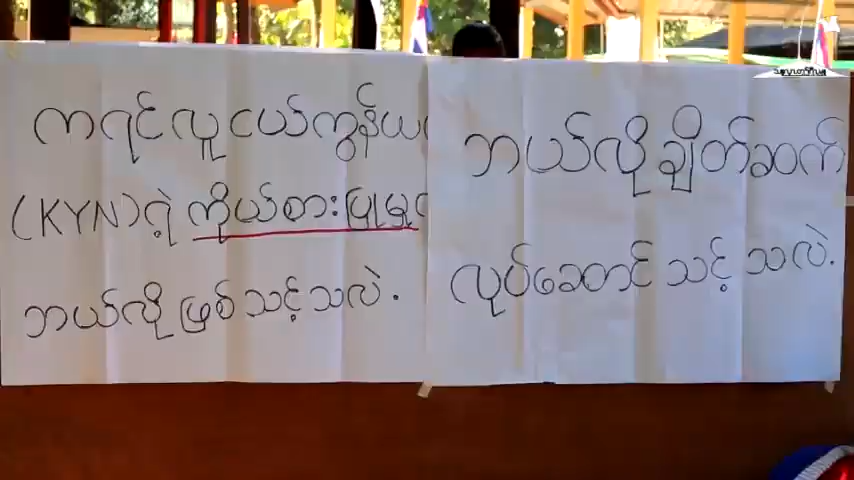 ကရင်လူငယ်ကွန်ယ
(KYN)ရဲ့ ကိုယ်စားပြုမှု
ဘယ်လိုဖြစ်သင့်သလဲ.
ဘယ်လိုချိတ်ဆက်
လုပ်ဆောင်သင့်သလဲ.